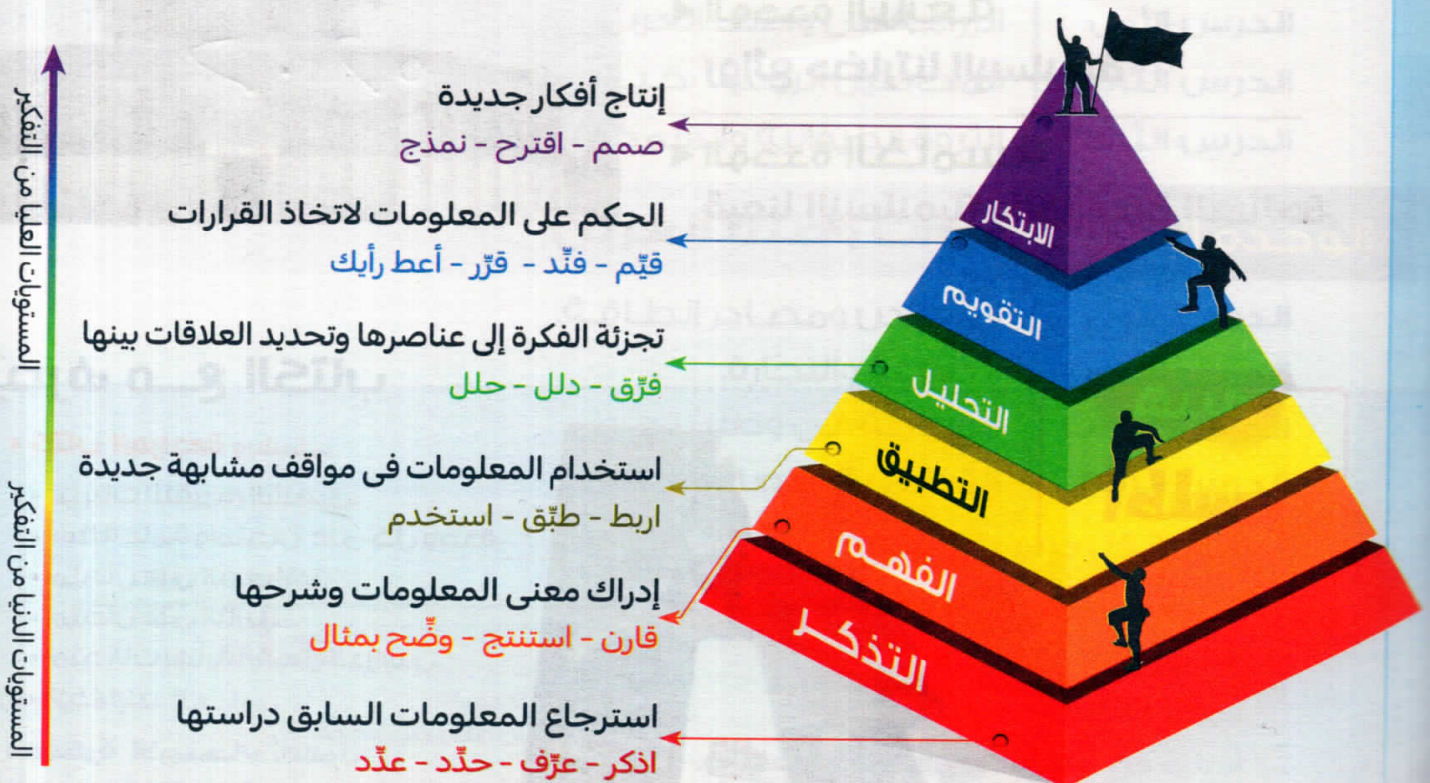 إنتاج أفكار جديدة
صمم - اقترح - نمذج
الابتكار
الحكم على المعلومات لاتخاذ القرارات
قيِّم - فنِّد - قرِّر - أعط رأيك
التقويم
تجزئة الفكرة إلى عناصرها وتحديد العلاقات بينها
فرِّق - دلل - حلل
التحليل
استخدام المعلومات فى مواقف مشابهة جديدة
اربط - طبِّق - استخدم
التطبيق
إدراك معنى المعلومات وشرحها
قارن - استنتج - وضِّح بمثال
الفهم
استرجاع المعلومات السابق دراستها
اذكر - عرِّف - حدِّد - عدِّد
التذكر
المستويات العليا من التفكير
المستويات الدنيا من التفكير